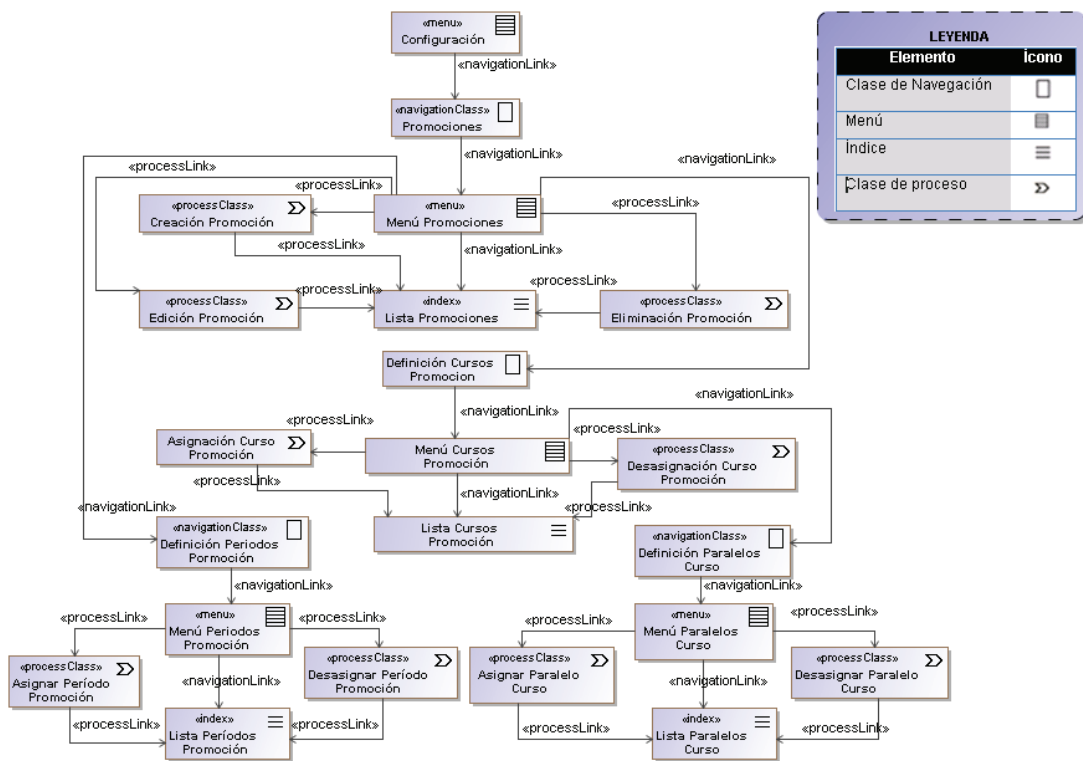 «menu»
Configuración
«navigationLink»
«navigationClass»
Promociones
«navigationLink»
«navigationLink»
«processLink»
«processLink»
«processClass»
Creación Promoción
«menu»
Menú Promociones
«processLink»
«processLink»
«navigationLink»
«processLink»
«processLink»
«processClass»
Edición Promoción
«index»
Lista Promociones
«processClass»
Eliminación Promoción
Definición Cursos
Promocion
«navigationLink»
«navigationLink»
«processLink»
«processLink»
Asignación Curso
Promoción
Menú Cursos
Promoción
«processClass»
Desasignación Curso
Promoción
«processLink»
«navigationLink»
«processLink»
«navigationLink»
Lista Cursos
Promoción
«navigationClass»
Definición Periodos
Pormoción
«navigationClass»
Definición Paralelos
Curso
«navigationLink»
«navigationLink»
«processLink»
«menu»
Menú Periodos
Promoción
«processLink»
«processLink»
«menu»
Menú Paralelos
Curso
«processLink»
«processClass»
Asignar Período
Promoción
«processClass»
Desasignar Período
Promoción
«processClass»
Asignar Paralelo
Curso
«processClass»
Desasignar Paralelo
Curso
«navigationLink»
«navigationLink»
«processLink»
«index»
Lista Períodos
Promoción
«processLink»
«processLink»
«index»
Lista Paralelos
Curso
«processLink»
LEYENDA
Elemento Ícono
Clase de Navegación
Menú
Índice
Clase de proceso